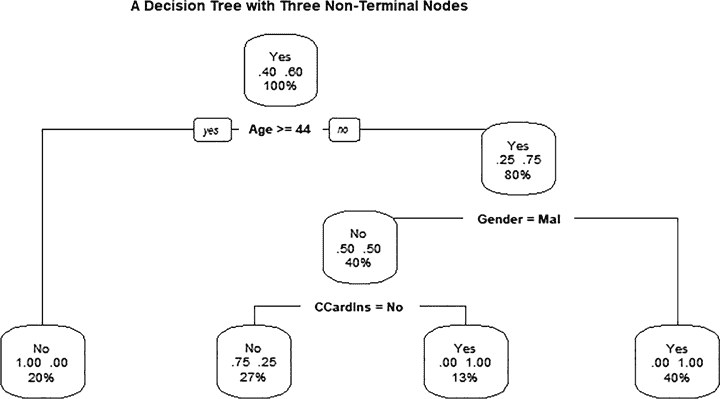 A Decision Tree with Three Non-Terminal Nodes
Yes
.40 .60
100%
yes Age >= 44 no
Yes
.25 .75
80%
Gender = Mal
No
.50 .50
40%
CCardIns = No
No
1.00 .00
20%
No
.75 .25
27%
Yes
.00 1.00
13%
Yes
.00 1.00
40%